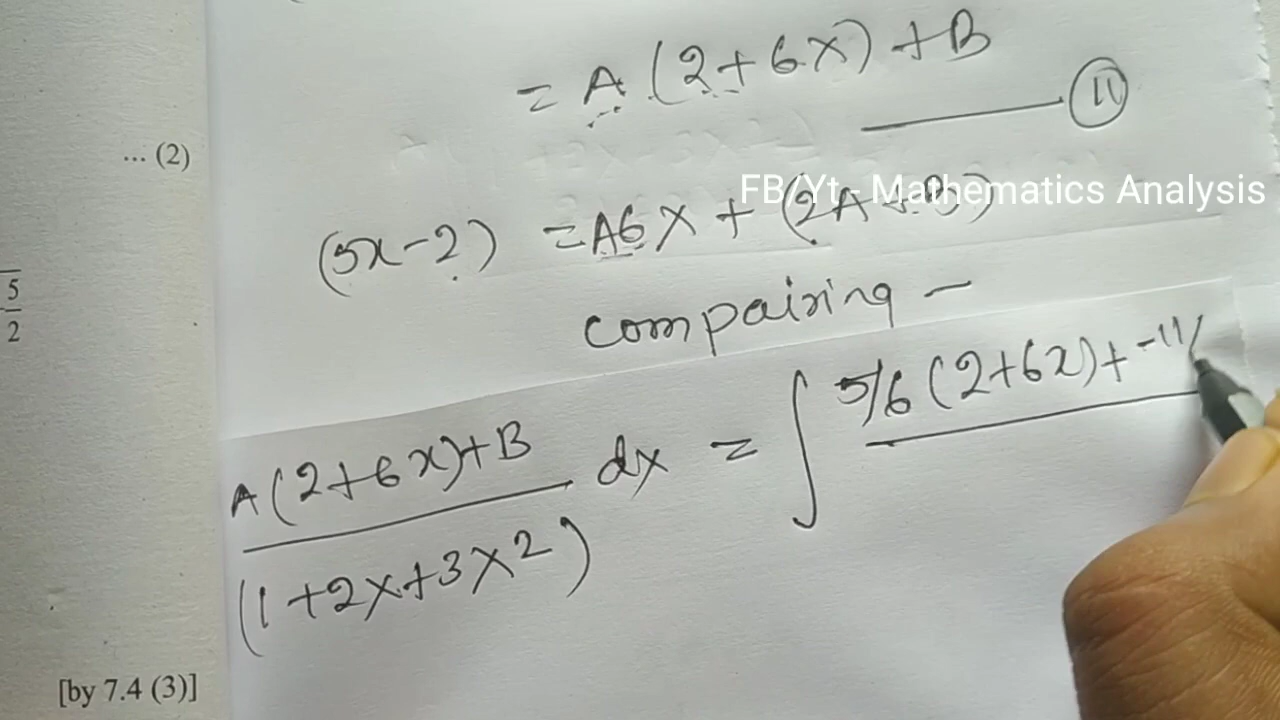 = A (2+6x) + B
(11)
... (2)
FB/Yt - Mathematics Analysis
(5x-2) = A6x + (2A+B)
5
2
compairing -
5/6 (2+6x) + -11/
A(2+6x)+B dx = ∫
(1+2x+3x2)
[by 7.4 (3)]